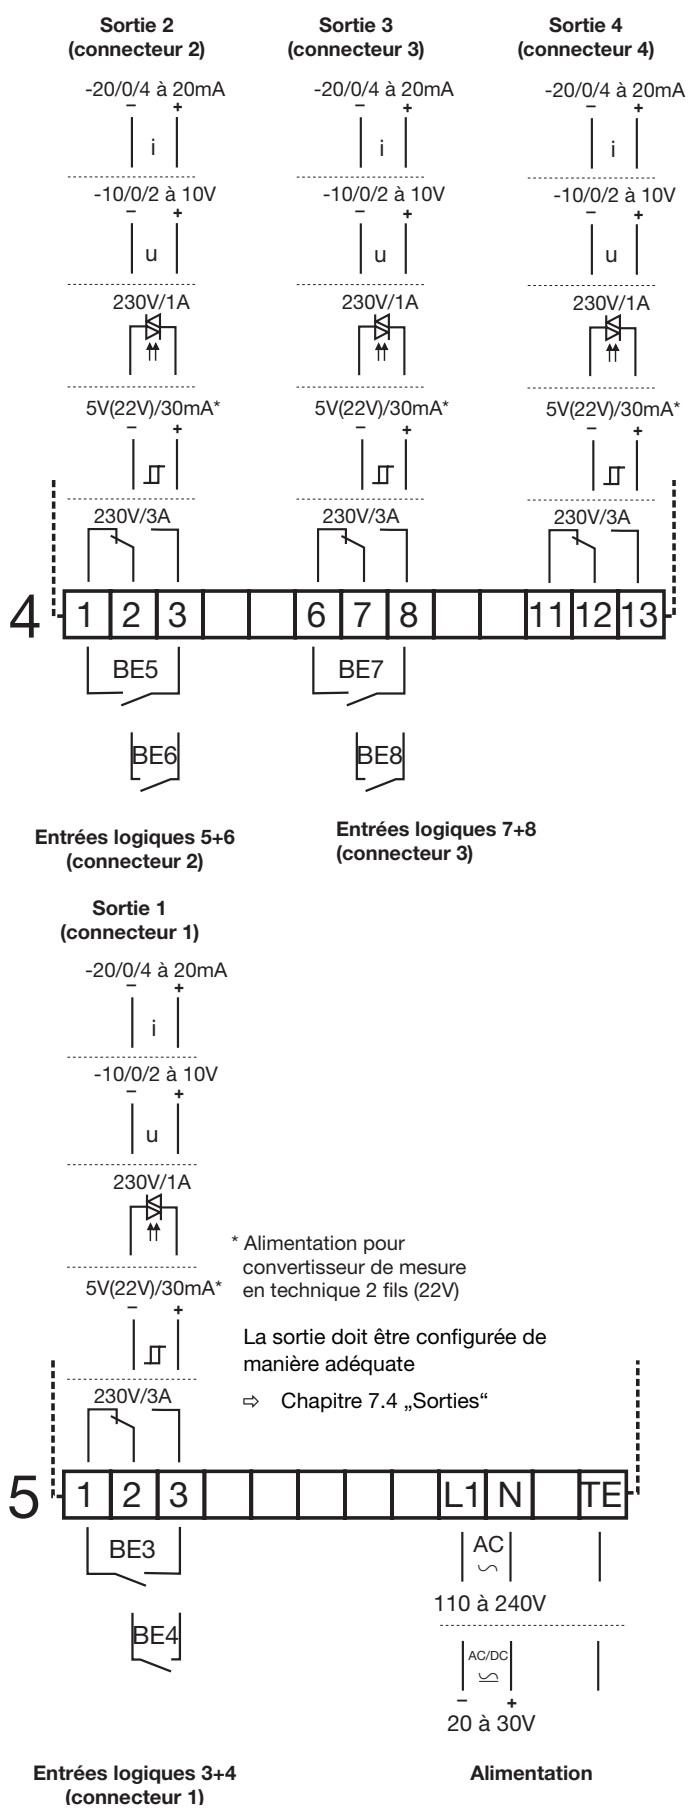 Sortie 2 Sortie 3 Sortie 4
(connecteur 2) (connecteur 3) (connecteur 4)
-20/0/4 à 20mA -20/0/4 à 20mA -20/0/4 à 20mA
– + – + – +
i i i
-10/0/2 à 10V -10/0/2 à 10V -10/0/2 à 10V
– + – + – +
u u u
230V/1A 230V/1A 230V/1A
5V(22V)/30mA* 5V(22V)/30mA* 5V(22V)/30mA*
– + – + – +
230V/3A 230V/3A 230V/3A
4 1 2 3 6 7 8 11 12 13
BE5 BE7
BE6 BE8
Entrées logiques 5+6
(connecteur 2)
Entrées logiques 7+8
(connecteur 3)
Sortie 1
(connecteur 1)
-20/0/4 à 20mA
– +
i
-10/0/2 à 10V
– +
u
230V/1A
* Alimentation pour
convertisseur de mesure
en technique 2 fils (22V)
5V(22V)/30mA*
– +
La sortie doit être configurée de
manière adéquate
⇨ Chapitre 7.4 „Sorties“
230V/3A
5 1 2 3 L1 N TE
BE3
BE4
AC
110 à 240V
AC/DC
– +
20 à 30V
Entrées logiques 3+4
(connecteur 1)
Alimentation